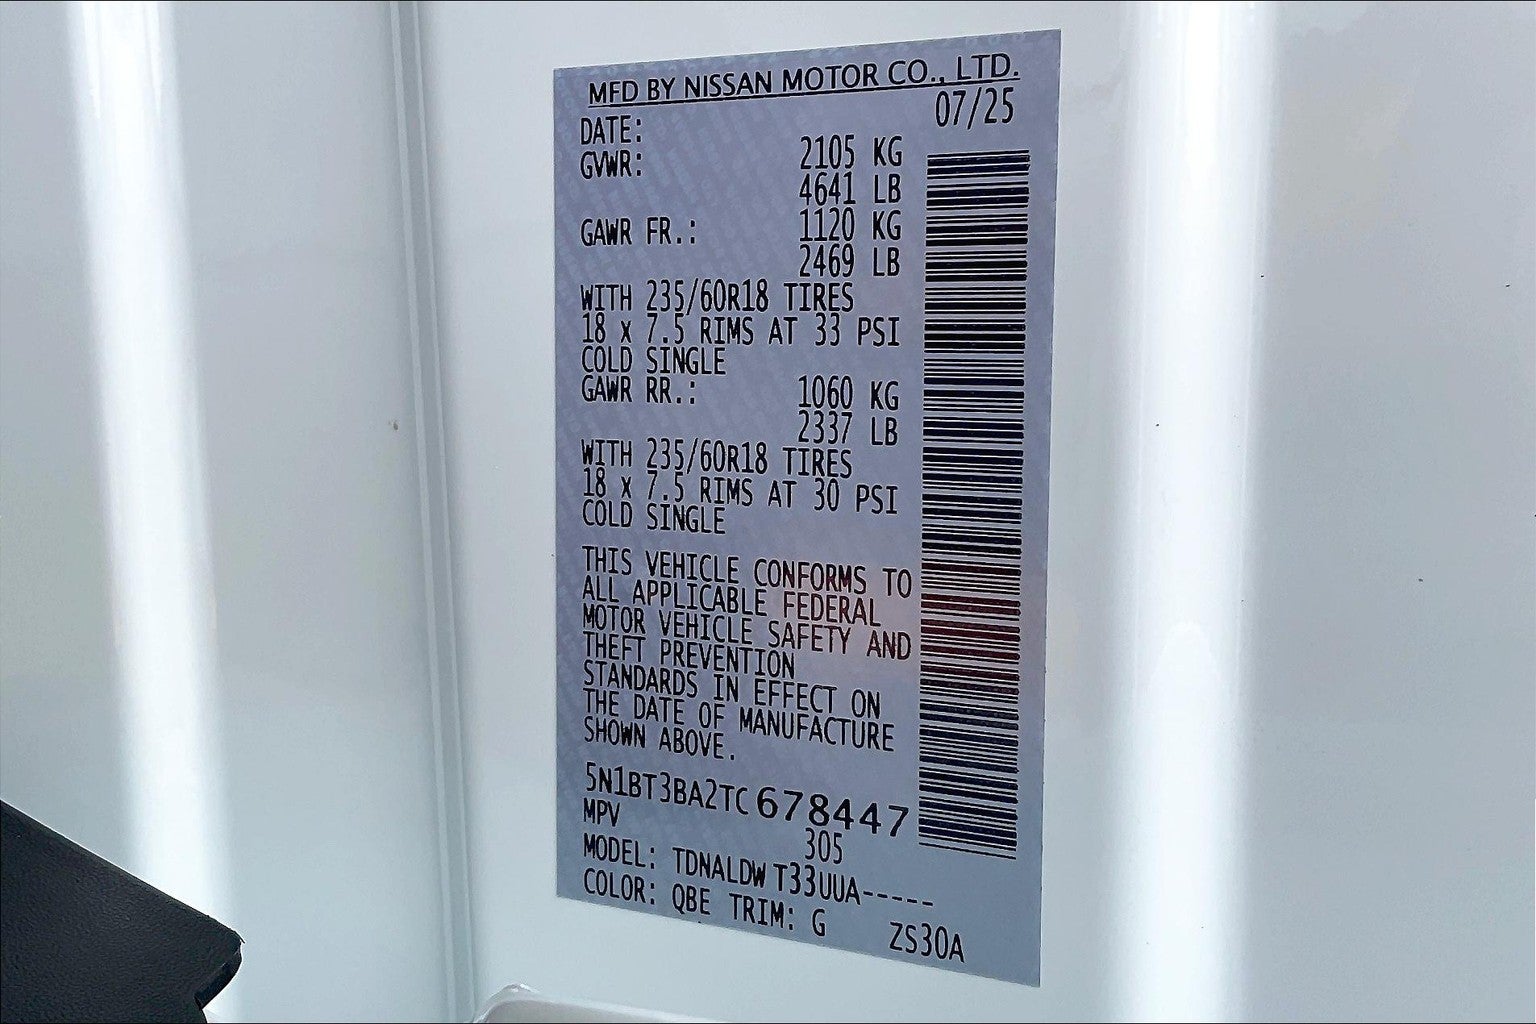 MFD BY NISSAN MOTOR CO., LTD.
DATE: 07/25
GVWR: 2105 KG
4641 LB
GAWR FR.: 1120 KG
2469 LB
WITH 235/60R18 TIRES
18 x 7.5 RIMS AT 33 PSI
COLD SINGLE
GAWR RR.: 1060 KG
2337 LB
WITH 235/60R18 TIRES
18 x 7.5 RIMS AT 30 PSI
COLD SINGLE
THIS VEHICLE CONFORMS TO
ALL APPLICABLE FEDERAL
MOTOR VEHICLE SAFETY AND
THEFT PREVENTION
STANDARDS IN EFFECT ON
THE DATE OF MANUFACTURE
SHOWN ABOVE.
5N1BT3BA2TC678447
MPV 305
MODEL: TDNALDWT33UUA-----
COLOR: QBE TRIM: G ZS30A